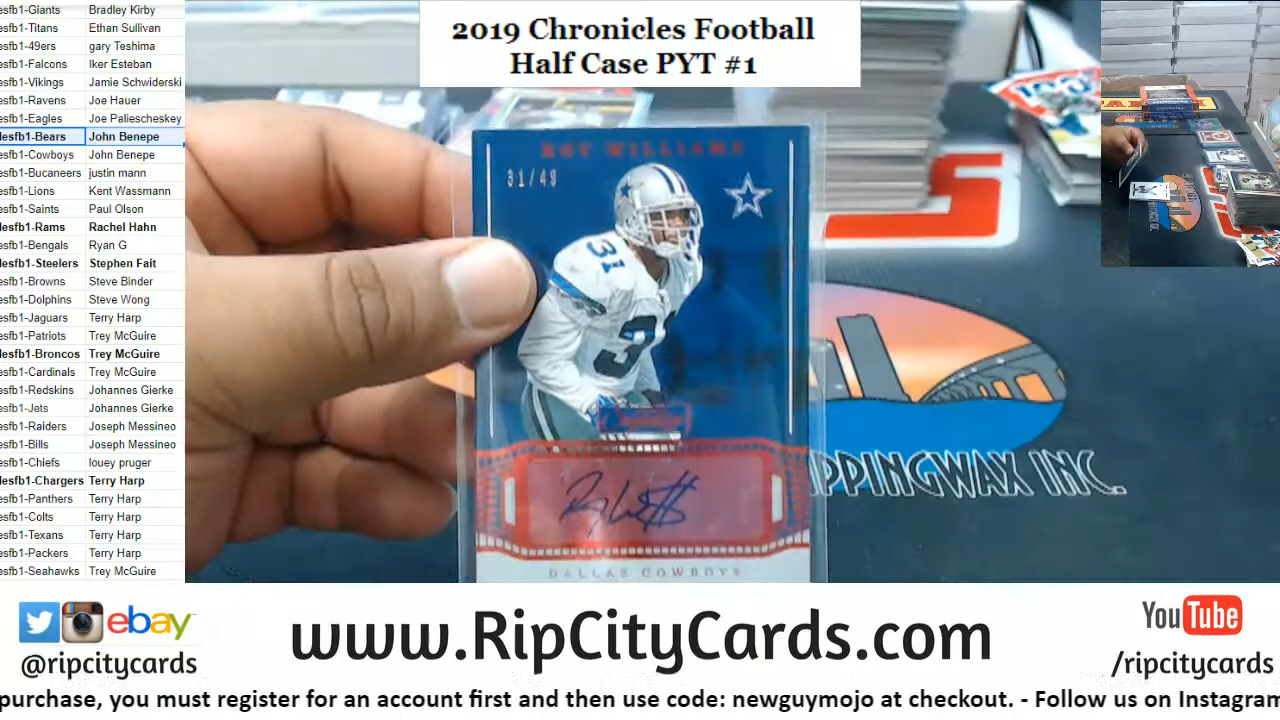 2019 Chronicles Football
Half Case PYT #1
esfb1-Giants Bradley Kirby
esfb1-Titans Ethan Sullivan
esfb1-49ers gary Teshima
esfb1-Falcons Iker Esteban
esfb1-Vikings Jamie Schwiderski
esfb1-Ravens Joe Hauer
esfb1-Eagles Joe Paliescheskey
lesfb1-Bears John Benepe
esfb1-Cowboys John Benepe
esfb1-Bucaneers justin mann
esfb1-Lions Kent Wassmann
esfb1-Saints Paul Olson
lesfb1-Rams Rachel Hahn
esfb1-Bengals Ryan G
lesfb1-Steelers Stephen Fait
esfb1-Browns Steve Binder
esfb1-Dolphins Steve Wong
esfb1-Jaguars Terry Harp
esfb1-Patriots Trey McGuire
lesfb1-Broncos Trey McGuire
esfb1-Cardinals Trey McGuire
esfb1-Redskins Johannes Gierke
esfb1-Jets Johannes Gierke
esfb1-Raiders Joseph Messineo
esfb1-Bills Joseph Messineo
esfb1-Chiefs louey pruger
lesfb1-Chargers Terry Harp
esfb1-Panthers Terry Harp
esfb1-Colts Terry Harp
esfb1-Texans Terry Harp
esfb1-Packers Terry Harp
esfb1-Seahawks Trey McGuire
ROY WILLIAMS
31/49
31
DALLAS COWBOYS
PPINGWAX INC.
ebay
@ripcitycards
www.RipCityCards.com
YouTube
/ripcitycards
purchase, you must register for an account first and then use code: newguymojo at checkout. - Follow us on Instagram